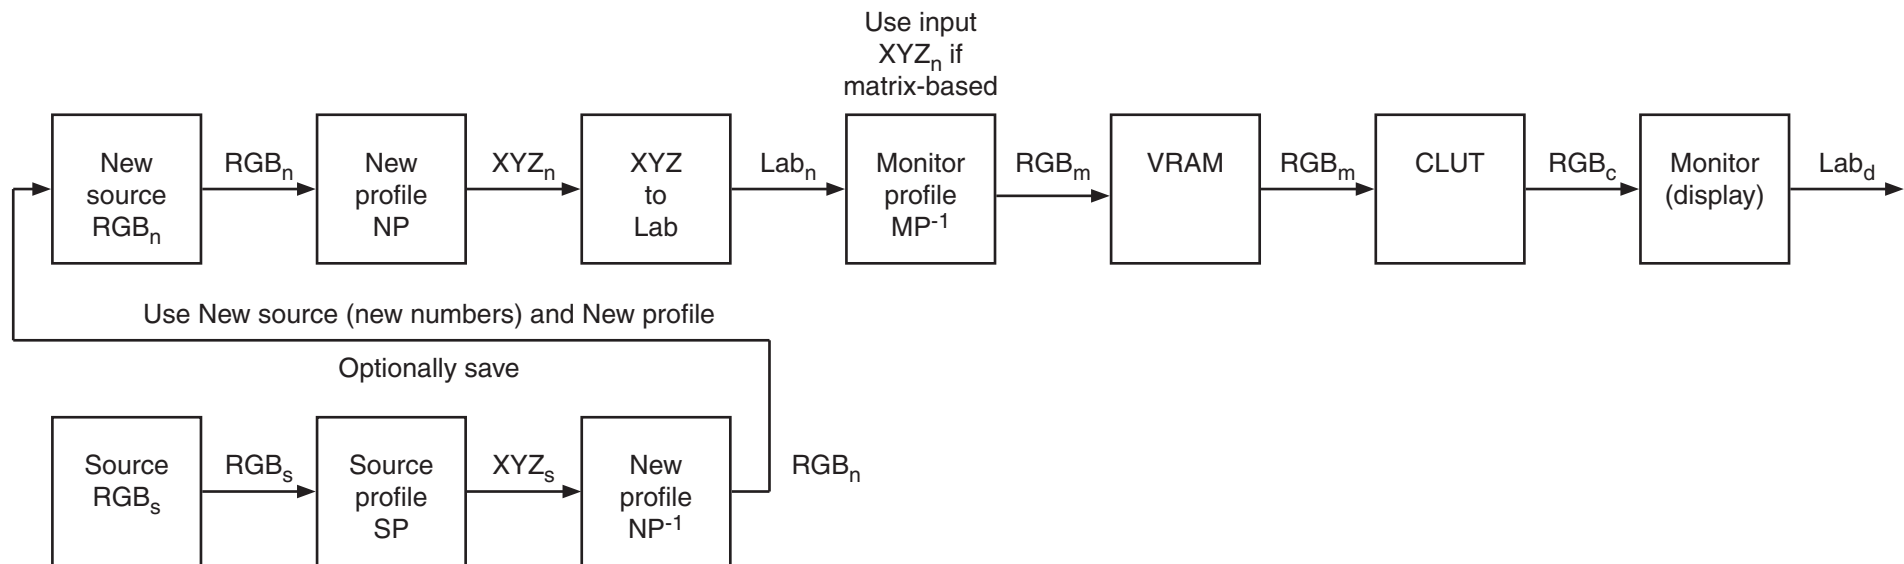 Use input
XYZn if
matrix-based
New
source
RGBn
RGBn
New
profile
NP
XYZn
XYZ
to
Lab
Labn
Monitor
profile
MP-1
RGBm
VRAM
RGBm
CLUT
RGBc
Monitor
(display)
Labd
Use New source (new numbers) and New profile
Optionally save
Source
RGBs
RGBs
Source
profile
SP
XYZs
New
profile
NP-1
RGBn